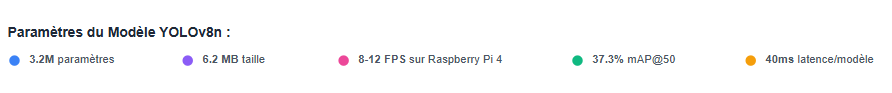 Paramètres du Modèle YOLOv8n :
3.2M paramètres 6.2 MB taille 8-12 FPS sur Raspberry Pi 4 37.3% mAP@50 40ms latence/modèle